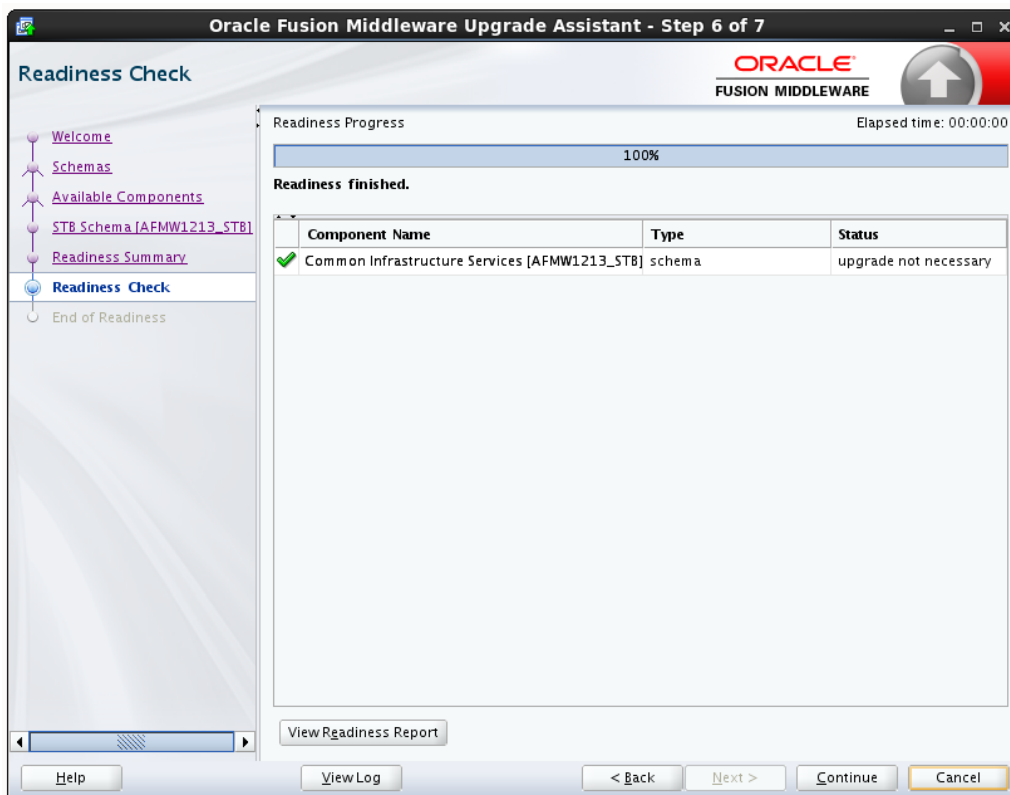 Oracle Fusion Middleware Upgrade Assistant - Step 6 of 7
Readiness Check
ORACLE
FUSION MIDDLEWARE
Welcome
Schemas
Available Components
STB Schema [AFMW1213_STB]
Readiness Summary
Readiness Check
End of Readiness
Readiness Progress Elapsed time: 00:00:00
100%
Readiness finished.
Component Name Type Status
Common Infrastructure Services [AFMW1213_STB] schema upgrade not necessary
View Readiness Report
Help View Log < Back Next > Continue Cancel